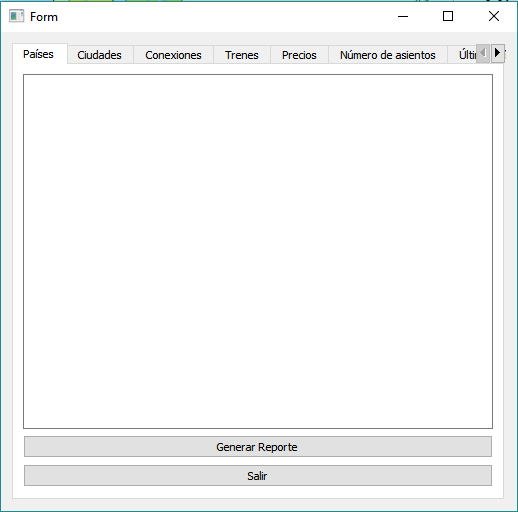 Form
Países Ciudades Conexiones Trenes Precios Número de asientos
Generar Reporte
Salir